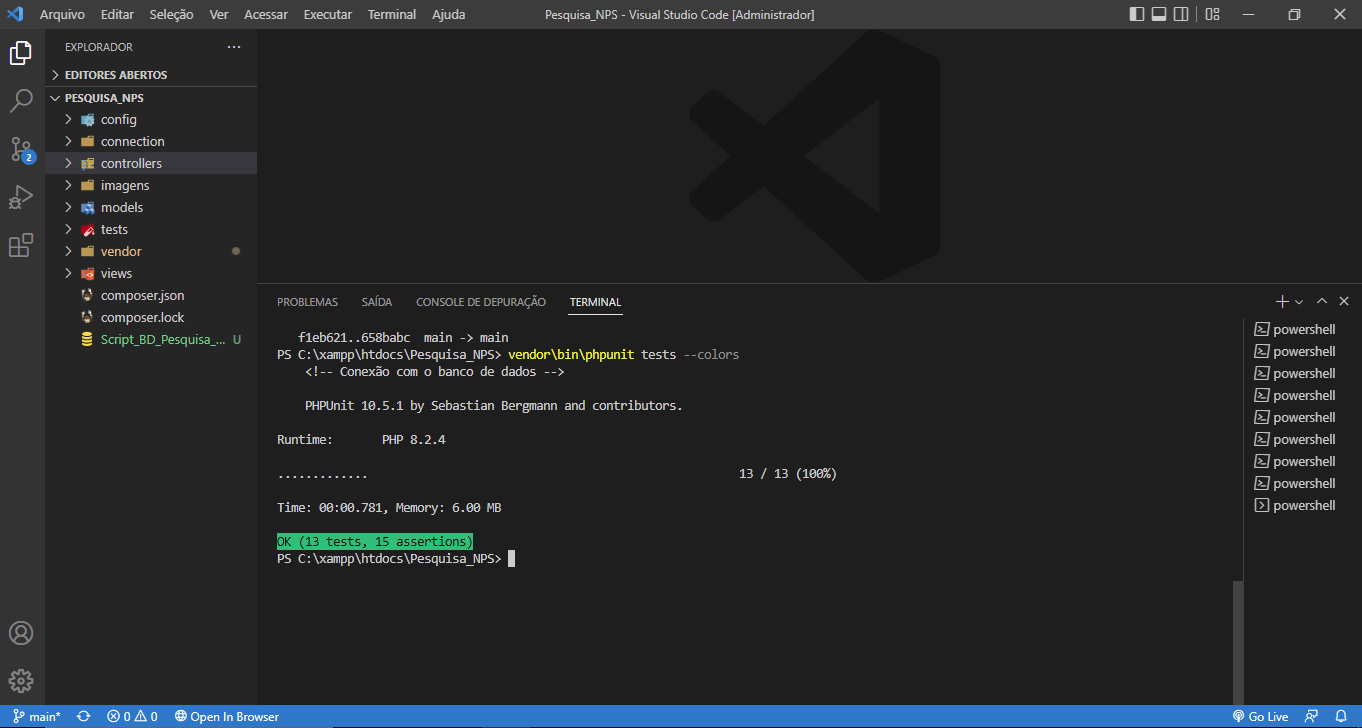 Arquivo Editar Seleção Ver Acessar Executar Terminal Ajuda
Pesquisa_NPS - Visual Studio Code [Administrador]
EXPLORADOR
EDITORES ABERTOS
PESQUISA_NPS
config
connection
controllers
imagens
models
tests
vendor
views
composer.json
composer.lock
Script_BD_Pesquisa_... U
2
PROBLEMAS SAÍDA CONSOLE DE DEPURAÇÃO TERMINAL
f1eb621..658babc main -> main
PS C:\xampp\htdocs\Pesquisa_NPS> vendor\bin\phpunit tests --colors
<!-- Conexão com o banco de dados -->
PHPUnit 10.5.1 by Sebastian Bergmann and contributors.
Runtime: PHP 8.2.4
............. 13 / 13 (100%)
Time: 00:00.781, Memory: 6.00 MB
OK (13 tests, 15 assertions)
PS C:\xampp\htdocs\Pesquisa_NPS>
powershell
powershell
powershell
powershell
powershell
powershell
powershell
powershell
powershell
main* 0 0 Open In Browser
Go Live